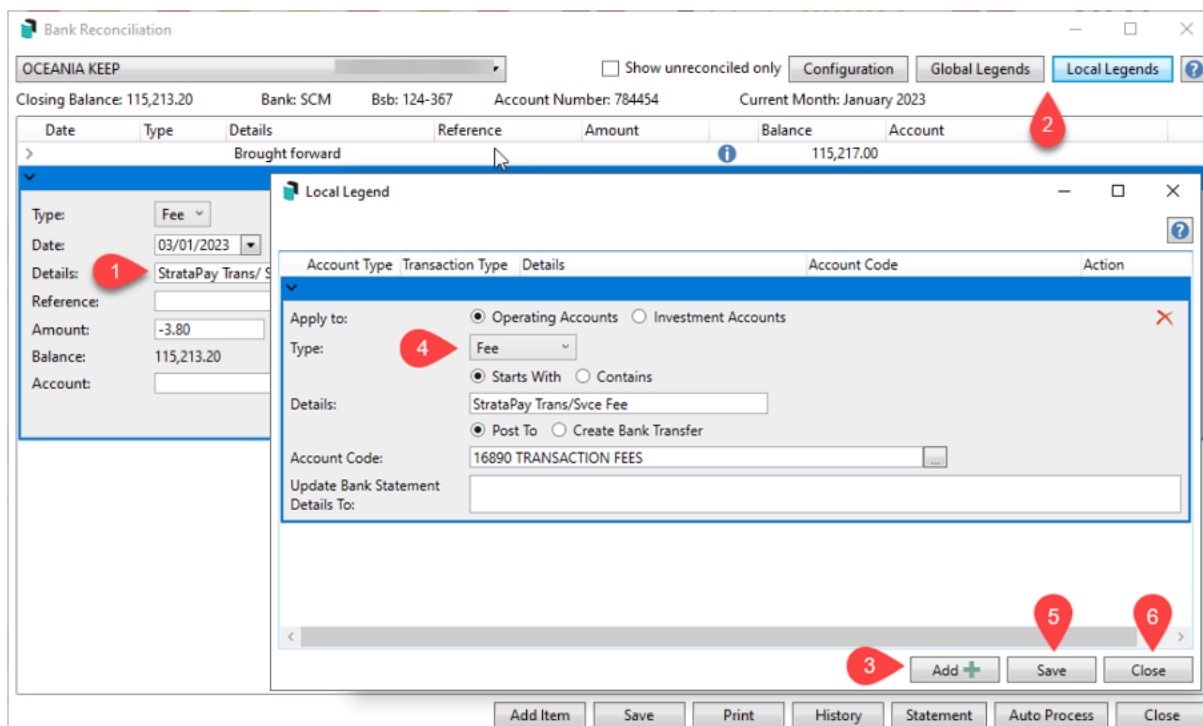 Bank Reconciliation
OCEANIA KEEP
Show unreconciled only
Configuration
Global Legends
Local Legends
Closing Balance: 115,213.20 Bank: SCM Bsb: 124-367 Account Number: 784454 Current Month: January 2023
2
Date Type Details Reference Amount Balance Account
Brought forward 115,217.00
Type: Fee
Date: 03/01/2023
1
Details: StrataPay Trans/ S
Reference:
Amount: -3.80
Balance: 115,213.20
Account:
Local Legend
Account Type Transaction Type Details Account Code Action
Apply to: Operating Accounts Investment Accounts
Type: 4 Fee
Starts With Contains
Details: StrataPay Trans/Svce Fee
Post To Create Bank Transfer
Account Code: 16890 TRANSACTION FEES ...
Update Bank Statement
Details To:
5 6
3 Add Save Close
Add Item Save Print History Statement Auto Process Close